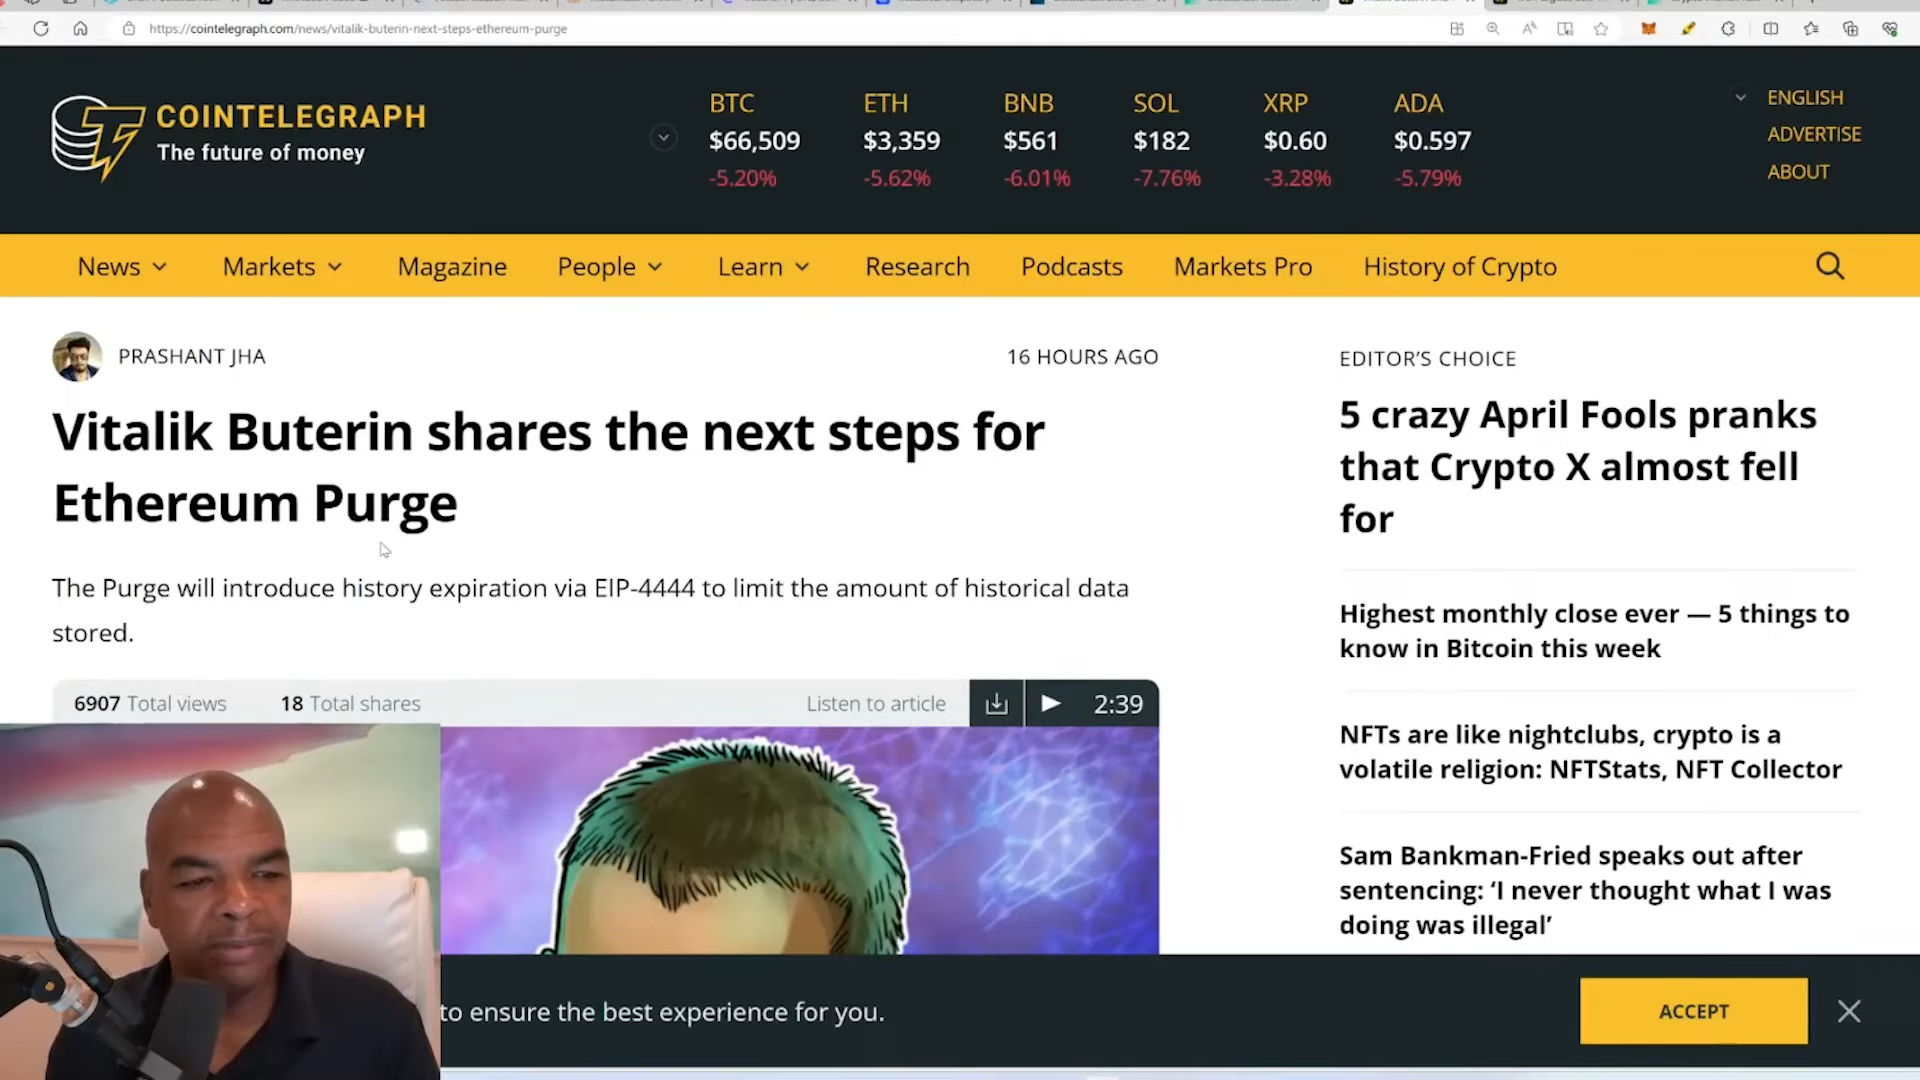 https://cointelegraph.com/news/vitalik-buterin-next-steps-ethereum-purge
COINTELEGRAPH
The future of money
BTC ETH BNB SOL XRP ADA
$66,509 $3,359 $561 $182 $0.60 $0.597
-5.20% -5.62% -6.01% -7.76% -3.28% -5.79%
ENGLISH
ADVERTISE
ABOUT
News Markets Magazine People Learn Research Podcasts Markets Pro History of Crypto
PRASHANT JHA 16 HOURS AGO
Vitalik Buterin shares the next steps for
Ethereum Purge
The Purge will introduce history expiration via EIP-4444 to limit the amount of historical data
stored.
6907 Total views 18 Total shares Listen to article 2:39
EDITOR’S CHOICE
5 crazy April Fools pranks
that Crypto X almost fell
for
Highest monthly close ever — 5 things to
know in Bitcoin this week
NFTs are like nightclubs, crypto is a
volatile religion: NFTStats, NFT Collector
Sam Bankman-Fried speaks out after
sentencing: ‘I never thought what I was
doing was illegal’
to ensure the best experience for you.
ACCEPT